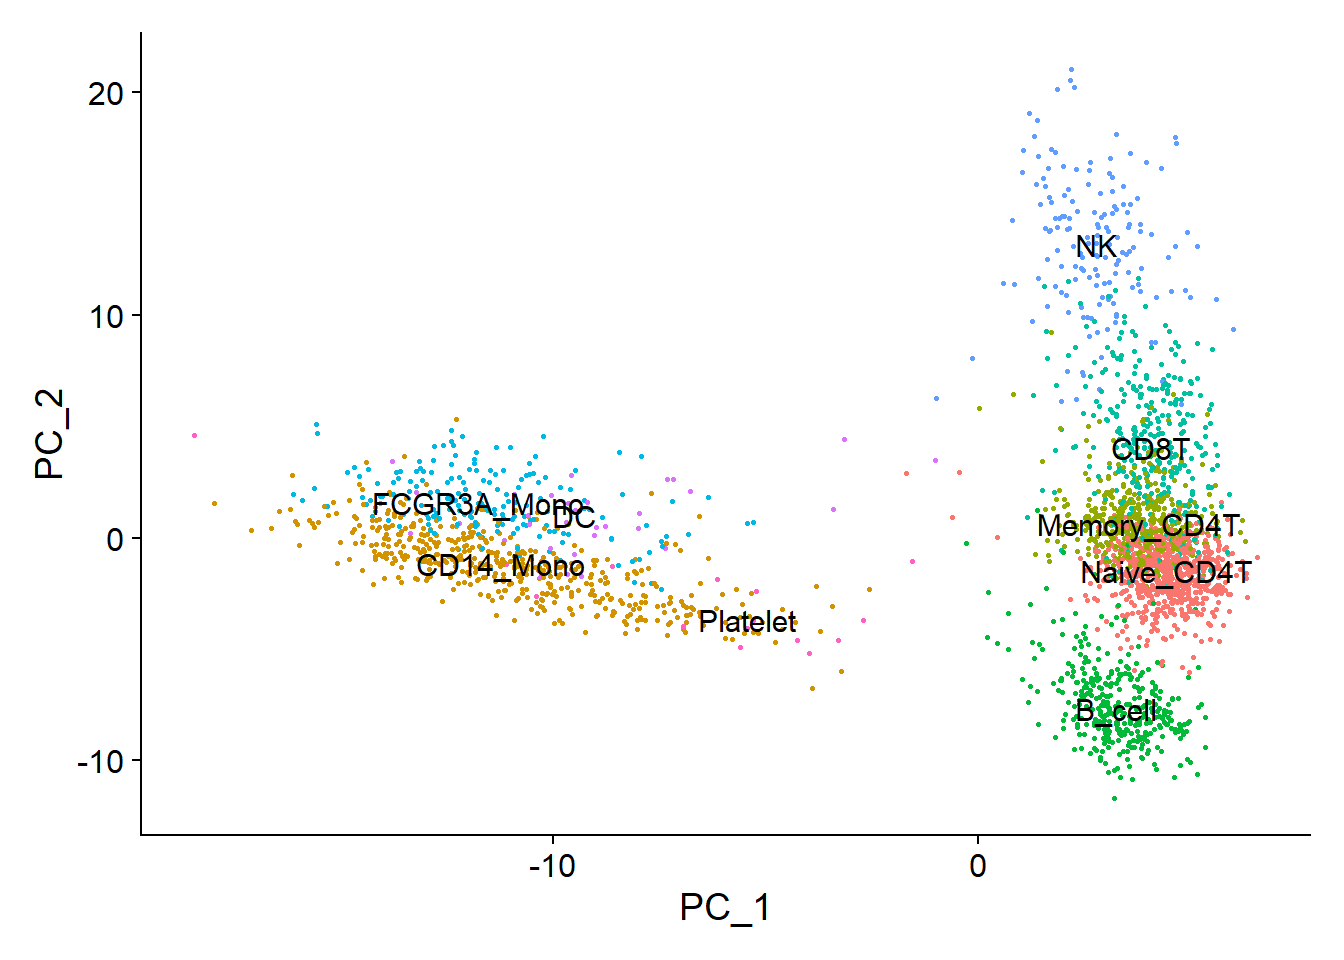 20
NK
10
PC_2
CD8T
FCGR3A_Mono
DC
Memory_CD4T
0
CD14_Mono
Naive_CD4T
Platelet
B_cell
-10
-10
0
PC_1